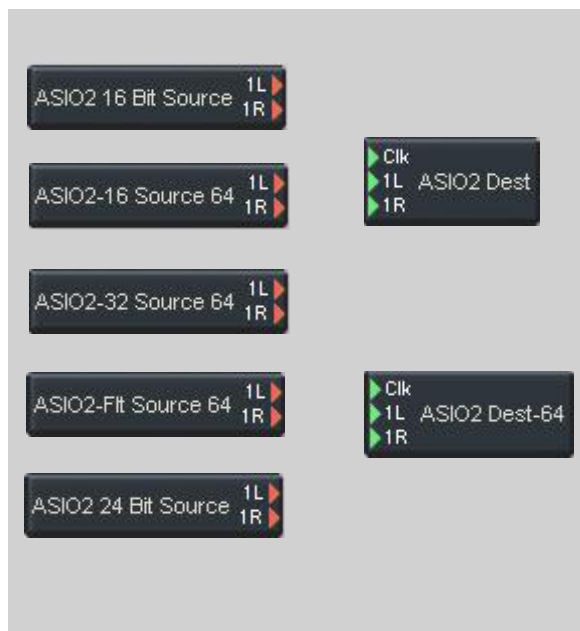 ASIO2 16 Bit Source 1L
1R
ASIO2-16 Source 64 1L
1R
ASIO2-32 Source 64 1L
1R
ASIO2-Flt Source 64 1L
1R
ASIO2 24 Bit Source 1L
1R
Clk
1L ASIO2 Dest
1R
Clk
1L ASIO2 Dest-64
1R